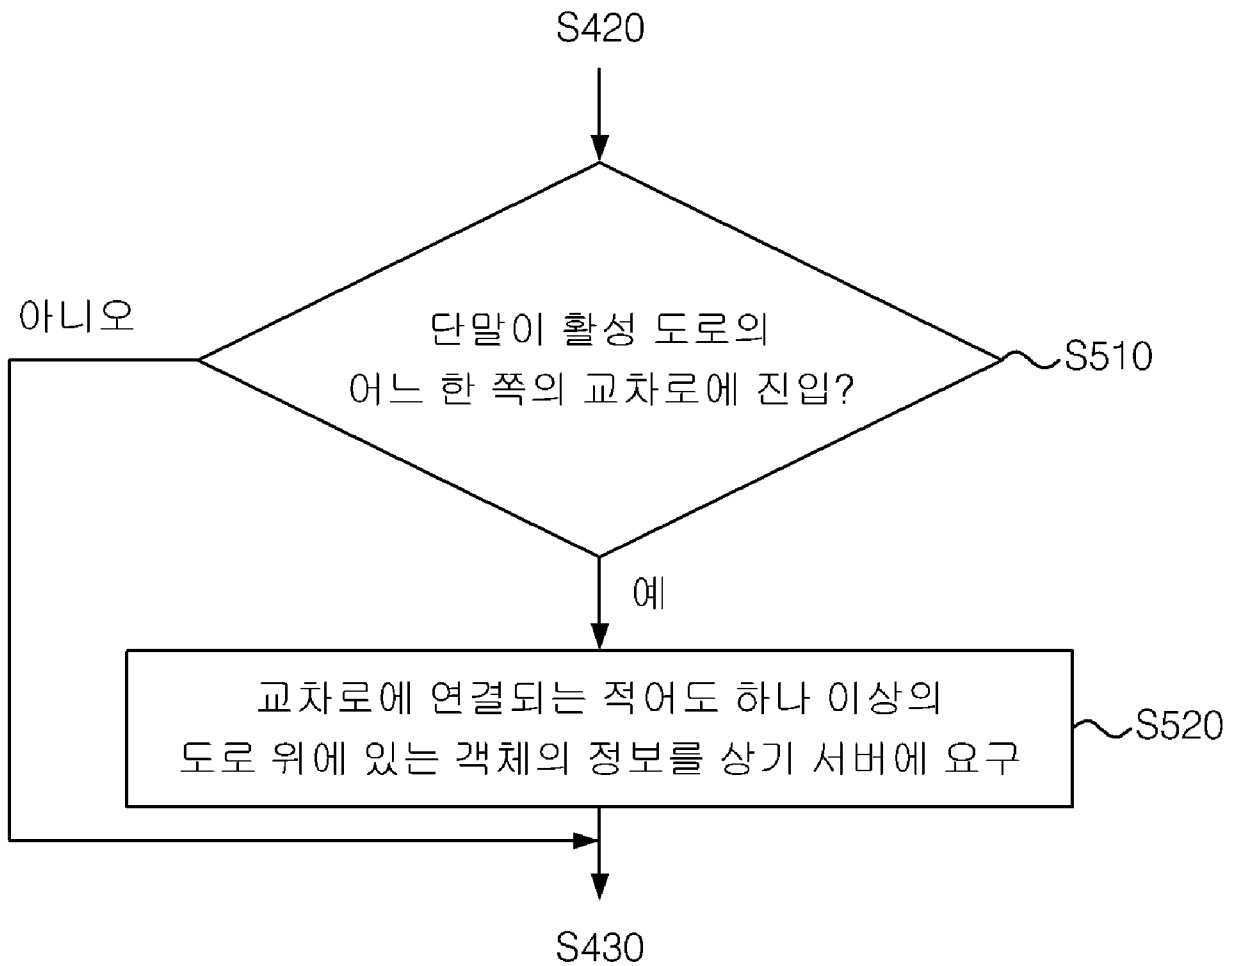 S420
아니오
단말이 활성 도로의
어느 한 쪽의 교차로에 진입?
S510
예
교차로에 연결되는 적어도 하나 이상의
도로 위에 있는 객체의 정보를 상기 서버에 요구
S520
S430